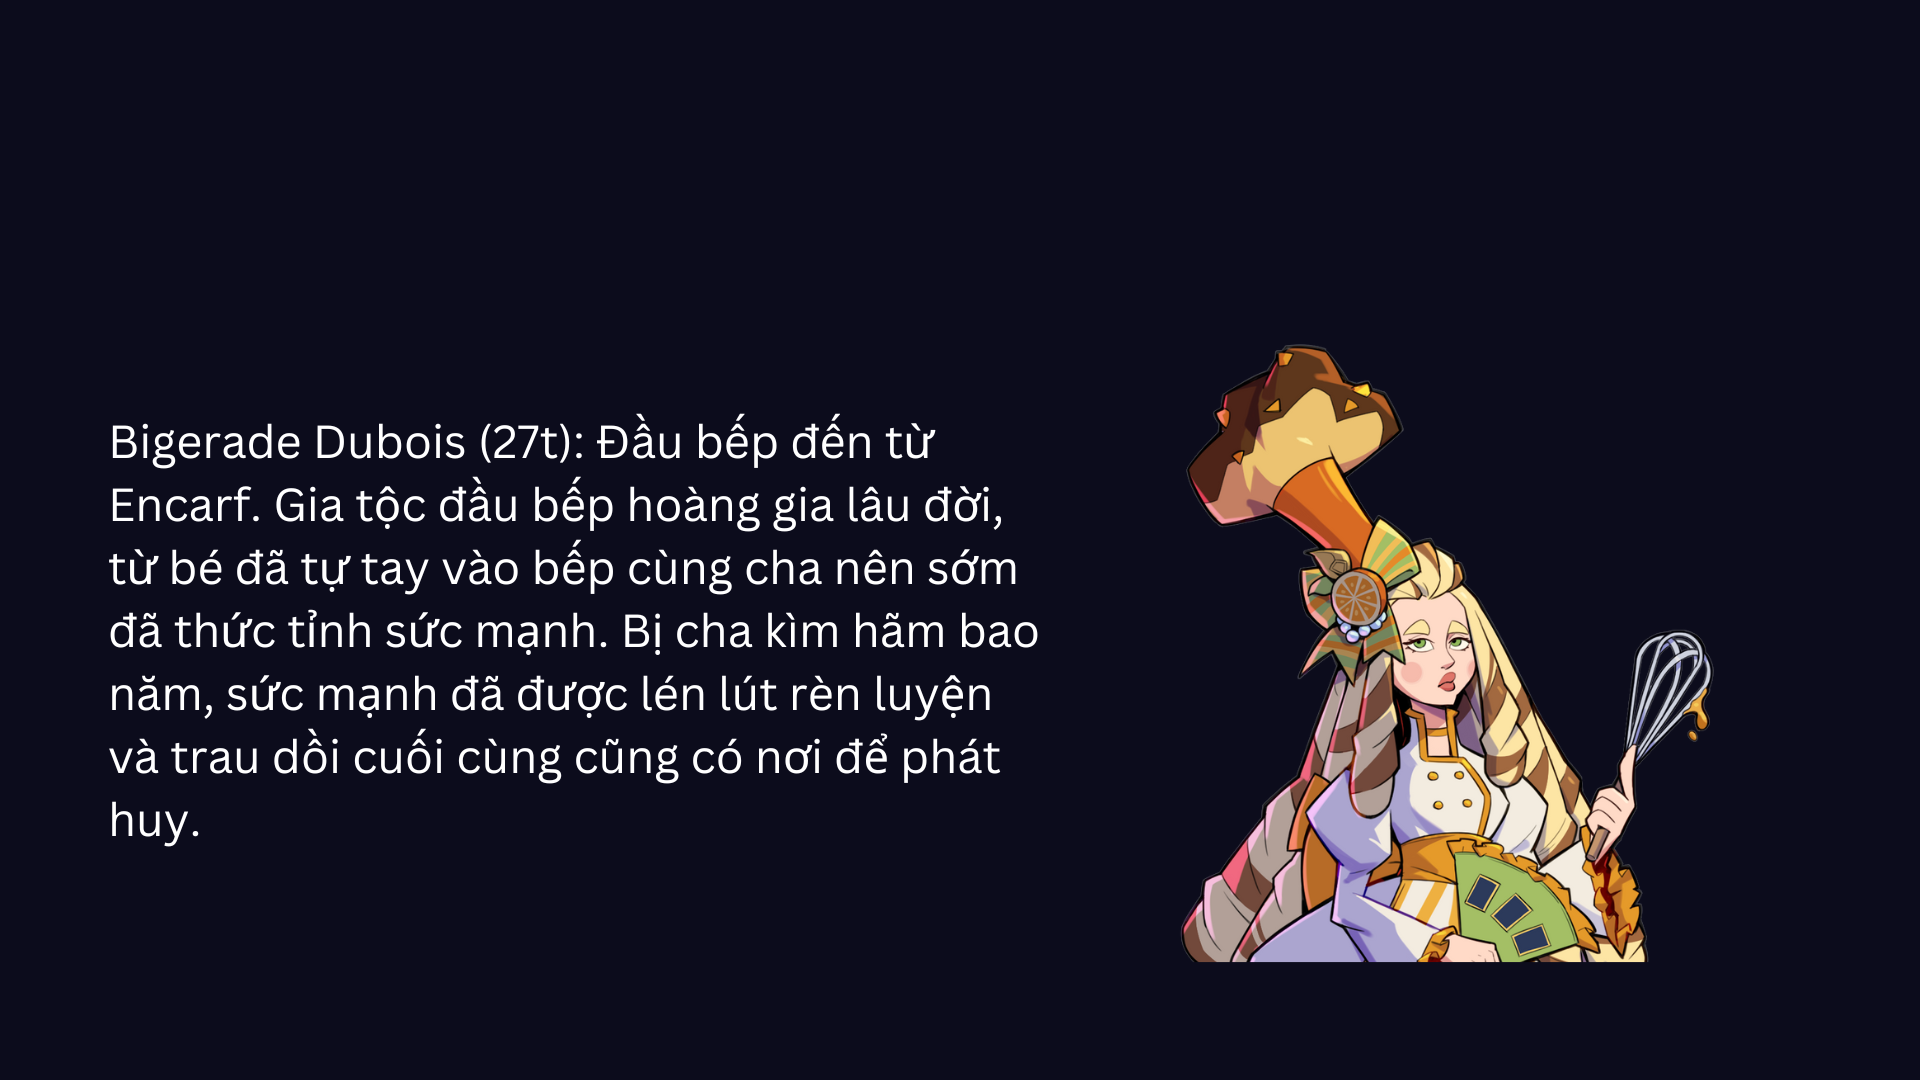 Bigerade Dubois (27t): Đầu bếp đến từ
Encarf. Gia tộc đầu bếp hoàng gia lâu đời,
từ bé đã tự tay vào bếp cùng cha nên sớm
đã thức tỉnh sức mạnh. Bị cha kìm hãm bao
năm, sức mạnh đã được lén lút rèn luyện
và trau dồi cuối cùng cũng có nơi để phát
huy.